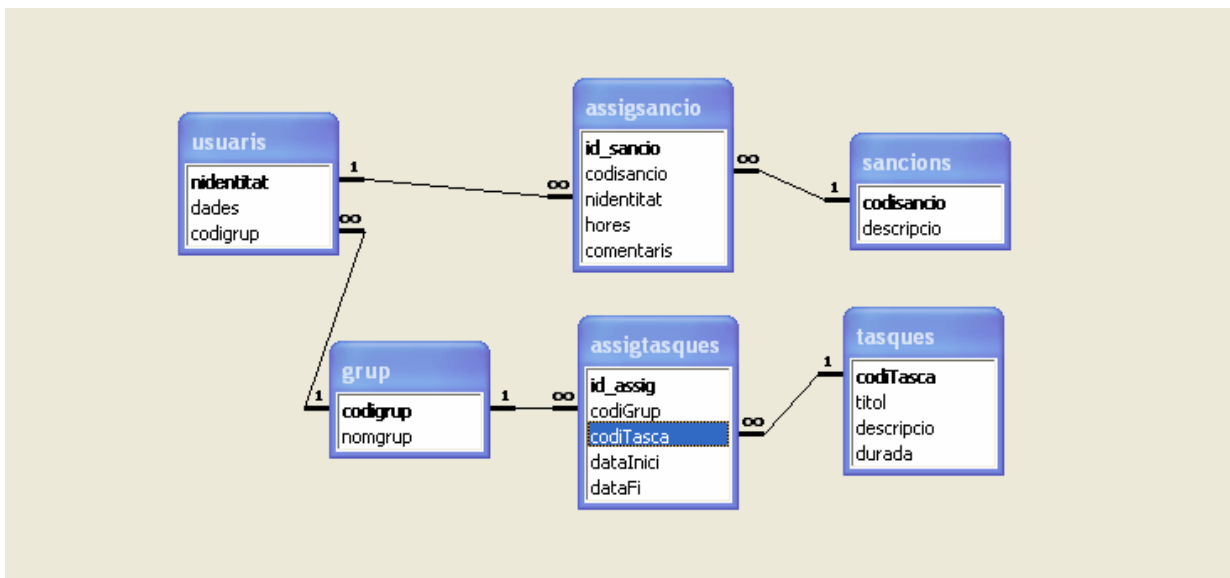 usuaris
nidentitat
dades
codigrup
1
∞
assigsancio
id_sancio
codisancio
nidentitat
hores
comentaris
∞
∞
sancions
codisancio
descripcio
1
grup
codigrup
nomgrup
1
1
assigtasques
id_assig
codiGrup
codiTasca
dataInici
dataFi
∞
∞
tasques
codiTasca
titol
descripcio
durada
1